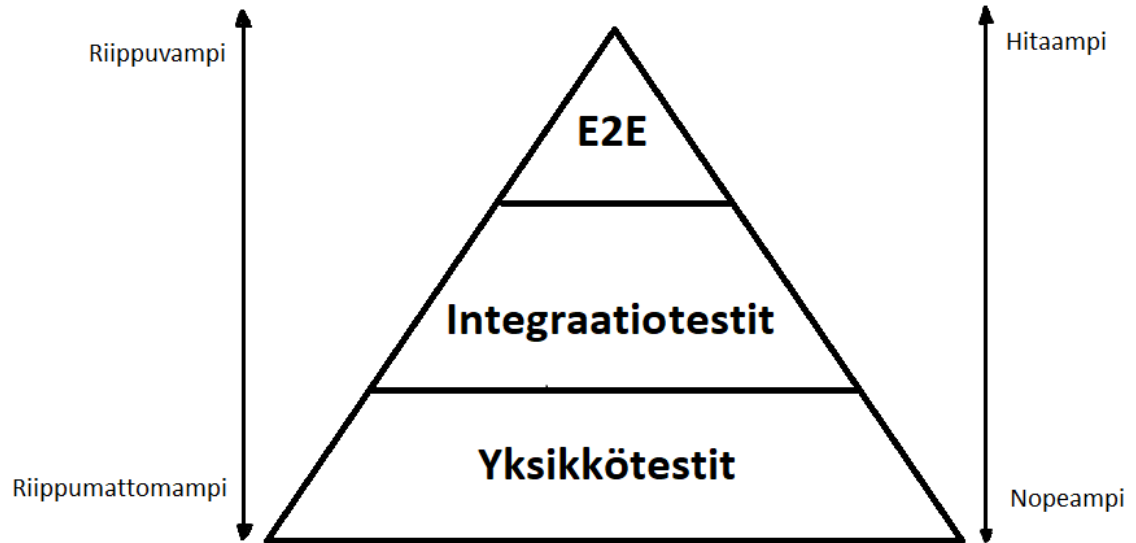 Riippuvampi
Hitaampi
E2E
Integraatiotestit
Yksikkötestit
Riippumattomampi
Nopeampi